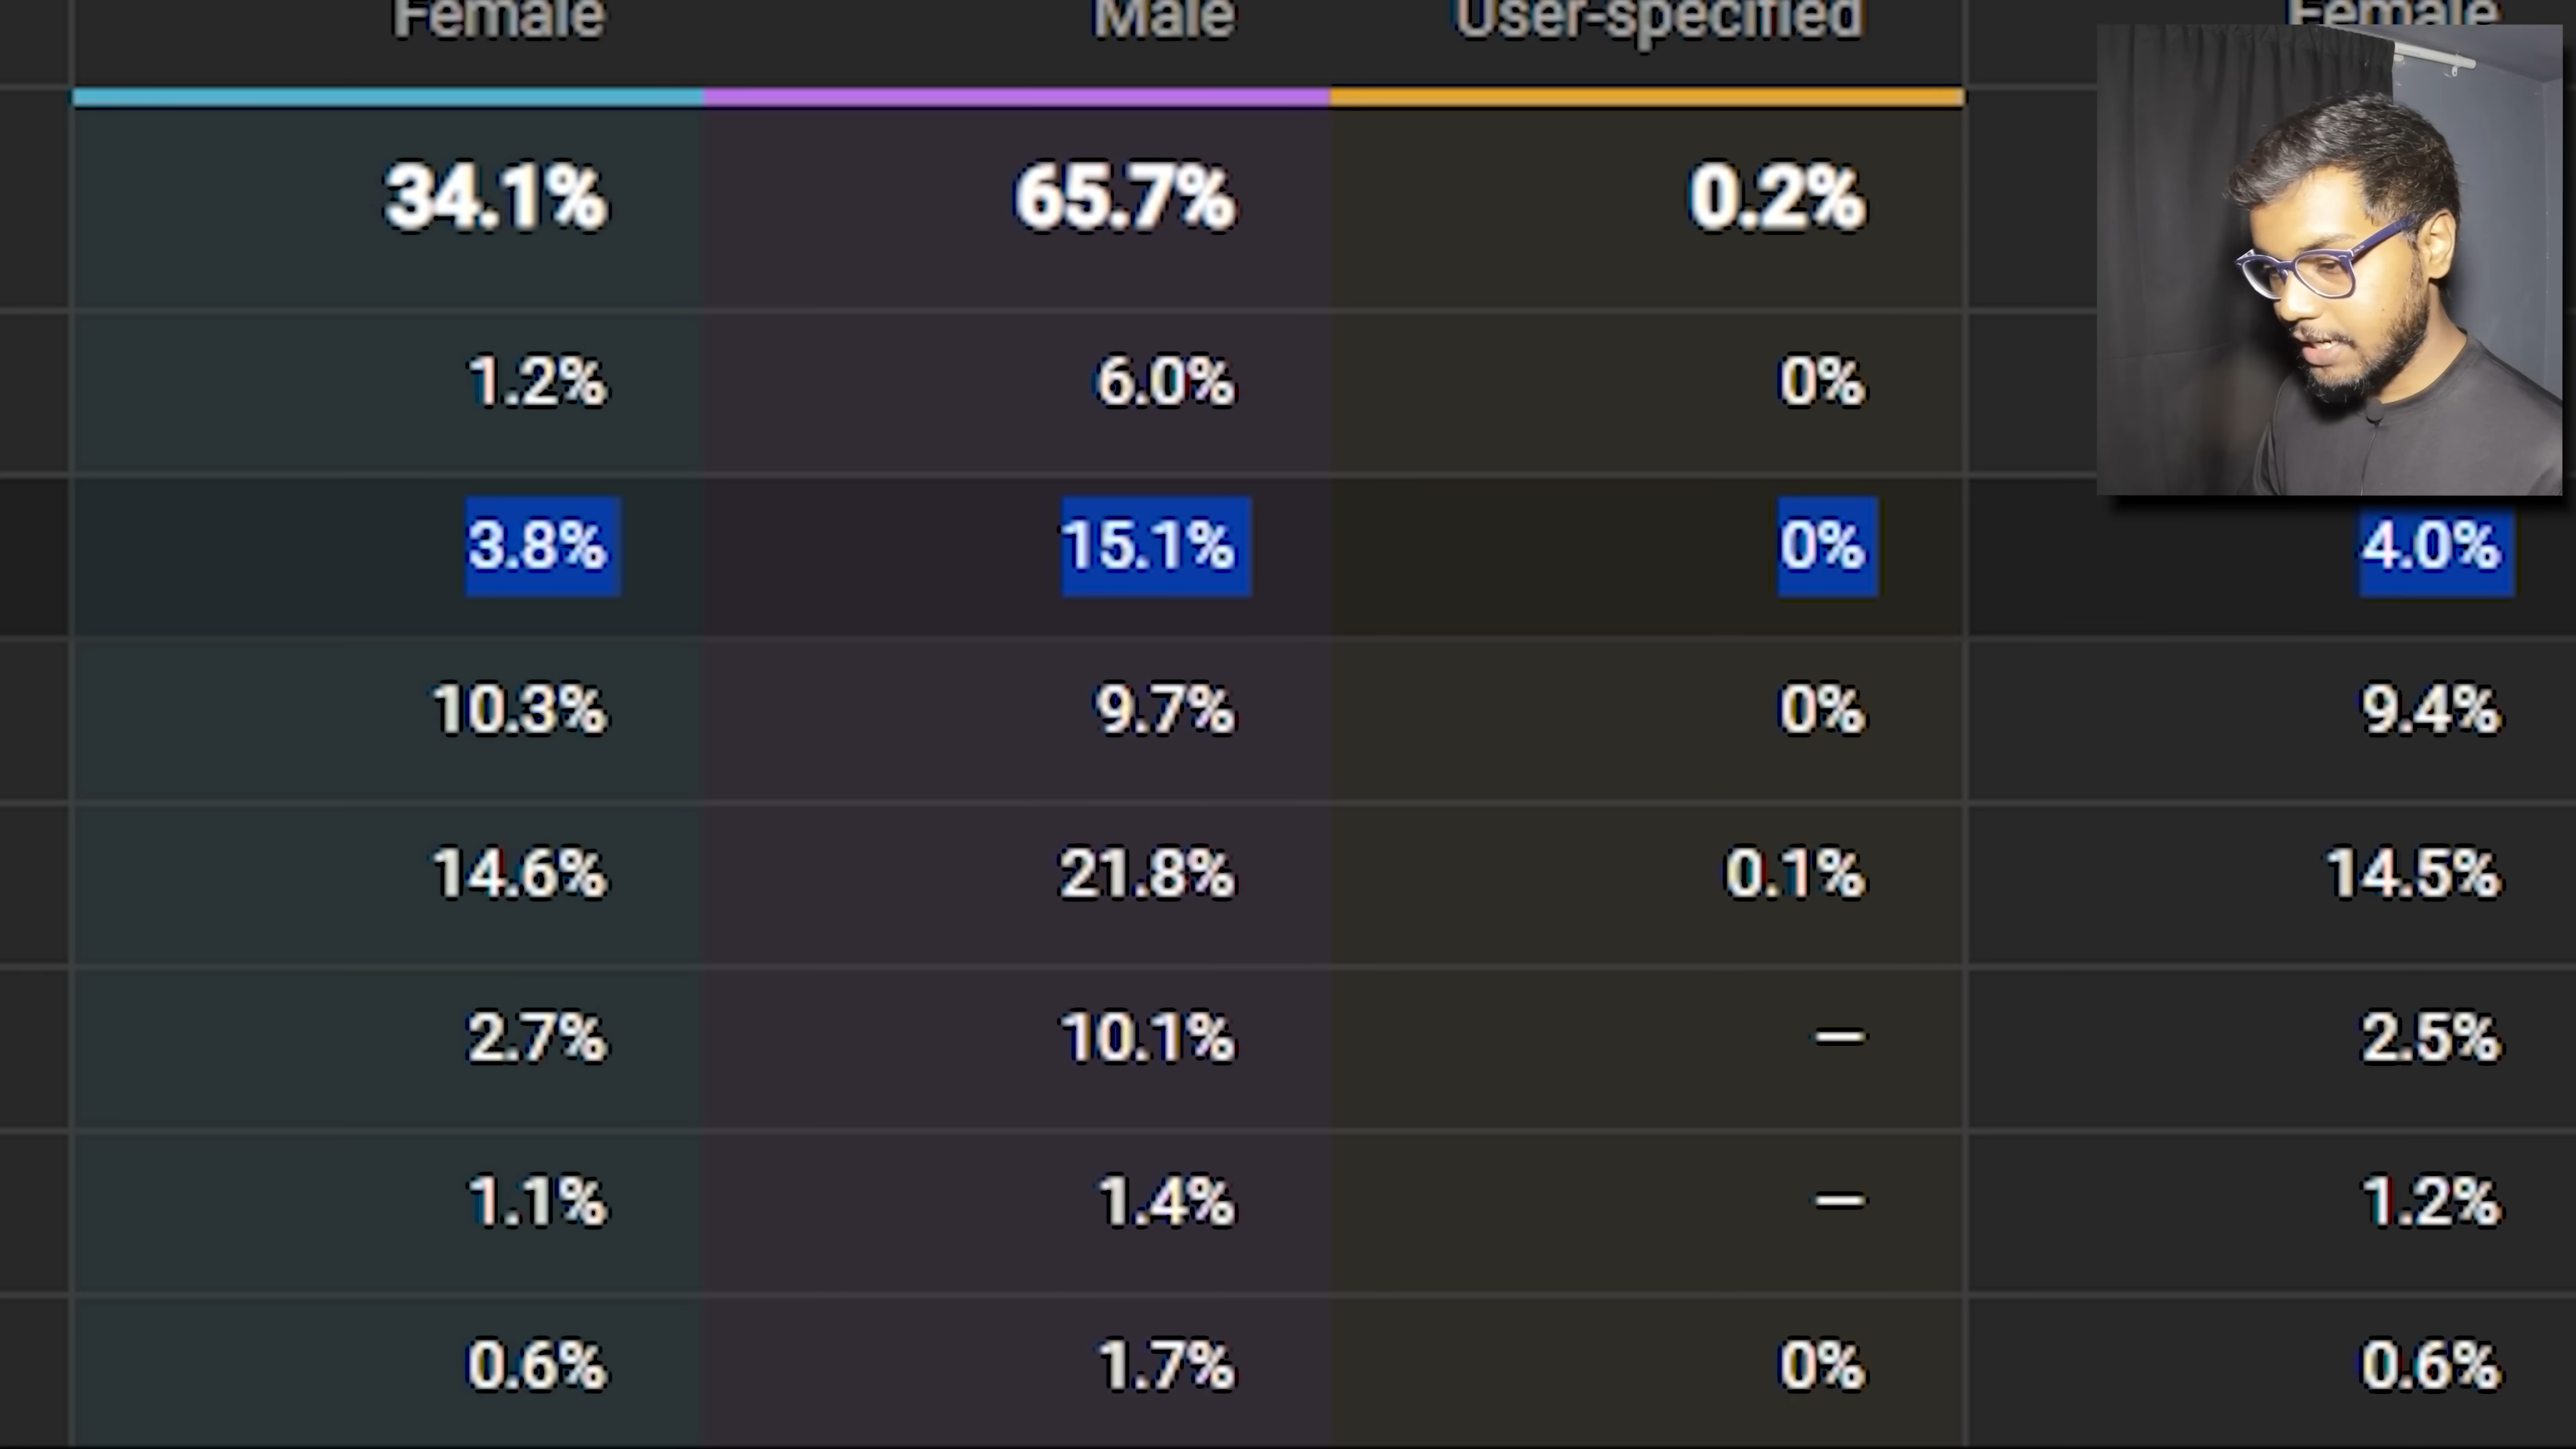 Female Male User-specified Female
34.1% 65.7% 0.2%
1.2% 6.0% 0%
3.8% 15.1% 0% 4.0%
10.3% 9.7% 0% 9.4%
14.6% 21.8% 0.1% 14.5%
2.7% 10.1% — 2.5%
1.1% 1.4% — 1.2%
0.6% 1.7% 0% 0.6%